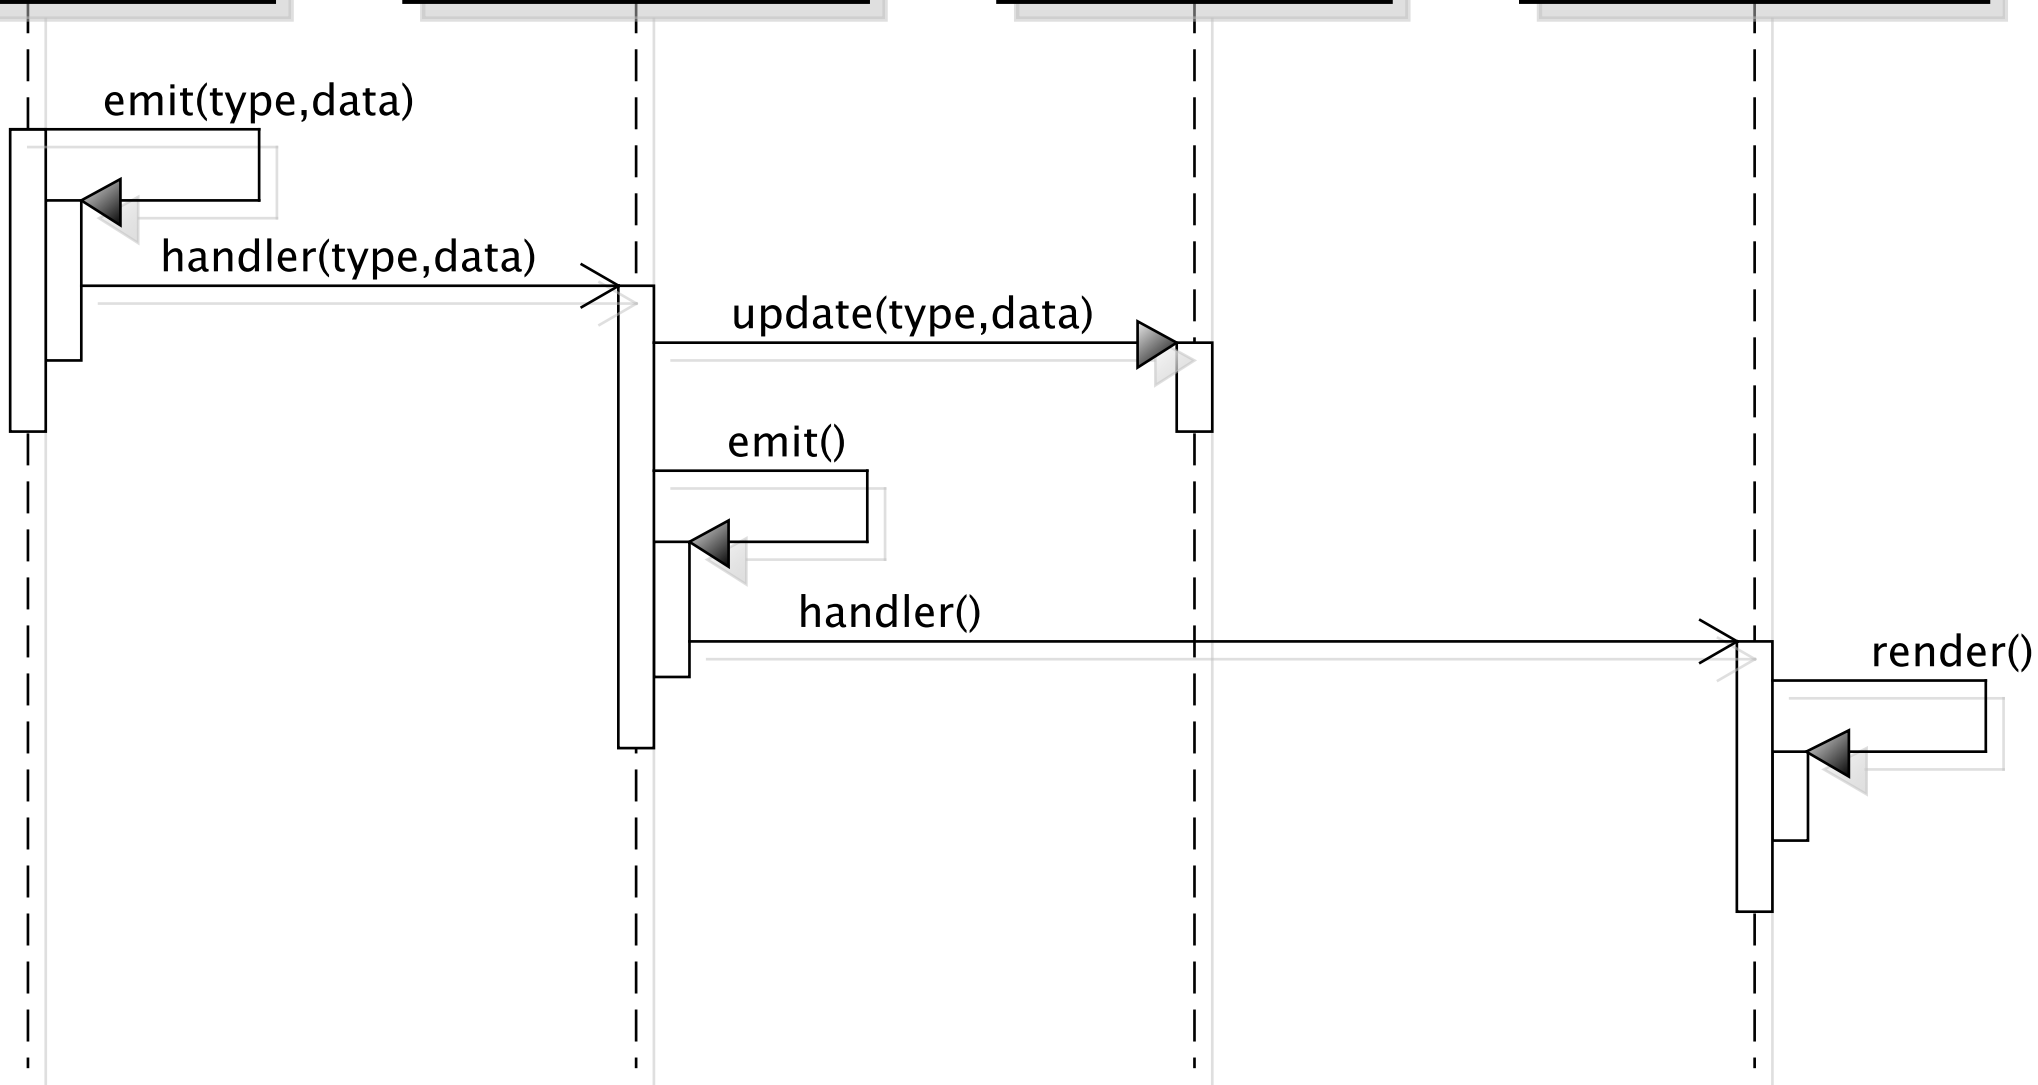 emit(type,data)
handler(type,data)
update(type,data)
emit()
handler()
render()